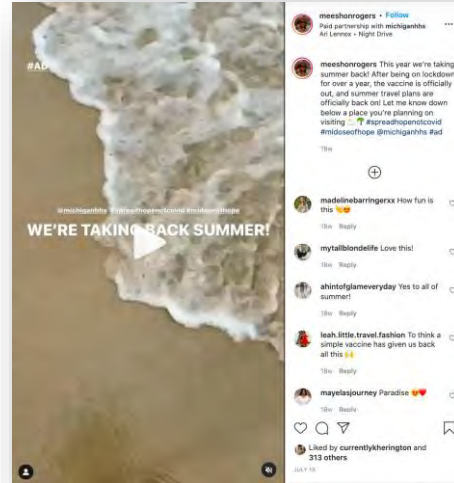 #AD
@michiganhhs #spreadhopenotcovid #midoseofhope
WE'RE TAKING BACK SUMMER!
meeshonrogers • Follow
Paid partnership with michiganhhs
Ari Lennox • Night Drive
meeshonrogers This year we're taking
summer back! After being on lockdown
for over a year, the vaccine is officially
out, and summer travel plans are
officially back on! Let me know down
below a place you're planning on
visiting 🏝️🌴 #spreadhopenotcovid
#midoseofhope @michiganhhs #ad
18w
madelinebarringerxx How fun is
this 👏😍
18w Reply
mytallblondelife Love this!
18w Reply
ahintofglameveryday Yes to all of
summer!
18w Reply
leah.little.travel.fashion To think a
simple vaccine has given us back
all this 🙌
18w Reply
mayelasjourney Paradise 😍❤️
18w Reply
Liked by currentlykherington and
313 others
JULY 15